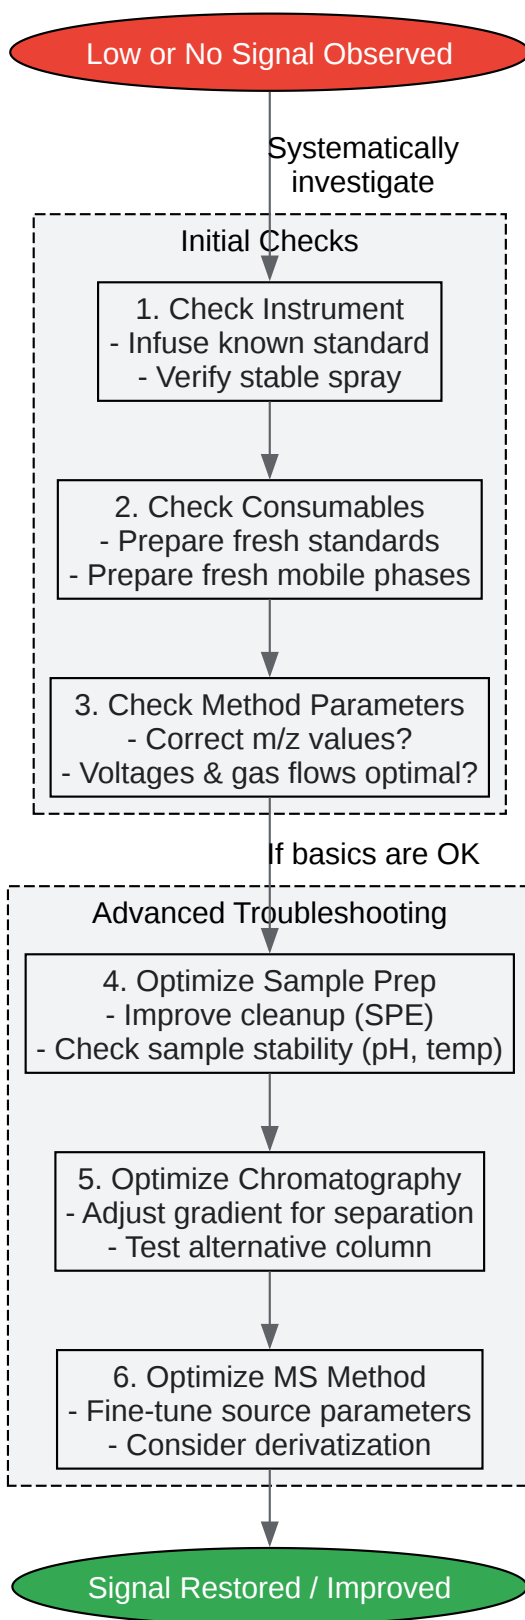 Low or No Signal Observed
Systematically
investigate
Initial Checks
1. Check Instrument
- Infuse known standard
- Verify stable spray
2. Check Consumables
- Prepare fresh standards
- Prepare fresh mobile phases
3. Check Method Parameters
- Correct m/z values?
- Voltages & gas flows optimal?
If basics are OK
Advanced Troubleshooting
4. Optimize Sample Prep
- Improve cleanup (SPE)
- Check sample stability (pH, temp)
5. Optimize Chromatography
- Adjust gradient for separation
- Test alternative column
6. Optimize MS Method
- Fine-tune source parameters
- Consider derivatization
Signal Restored / Improved